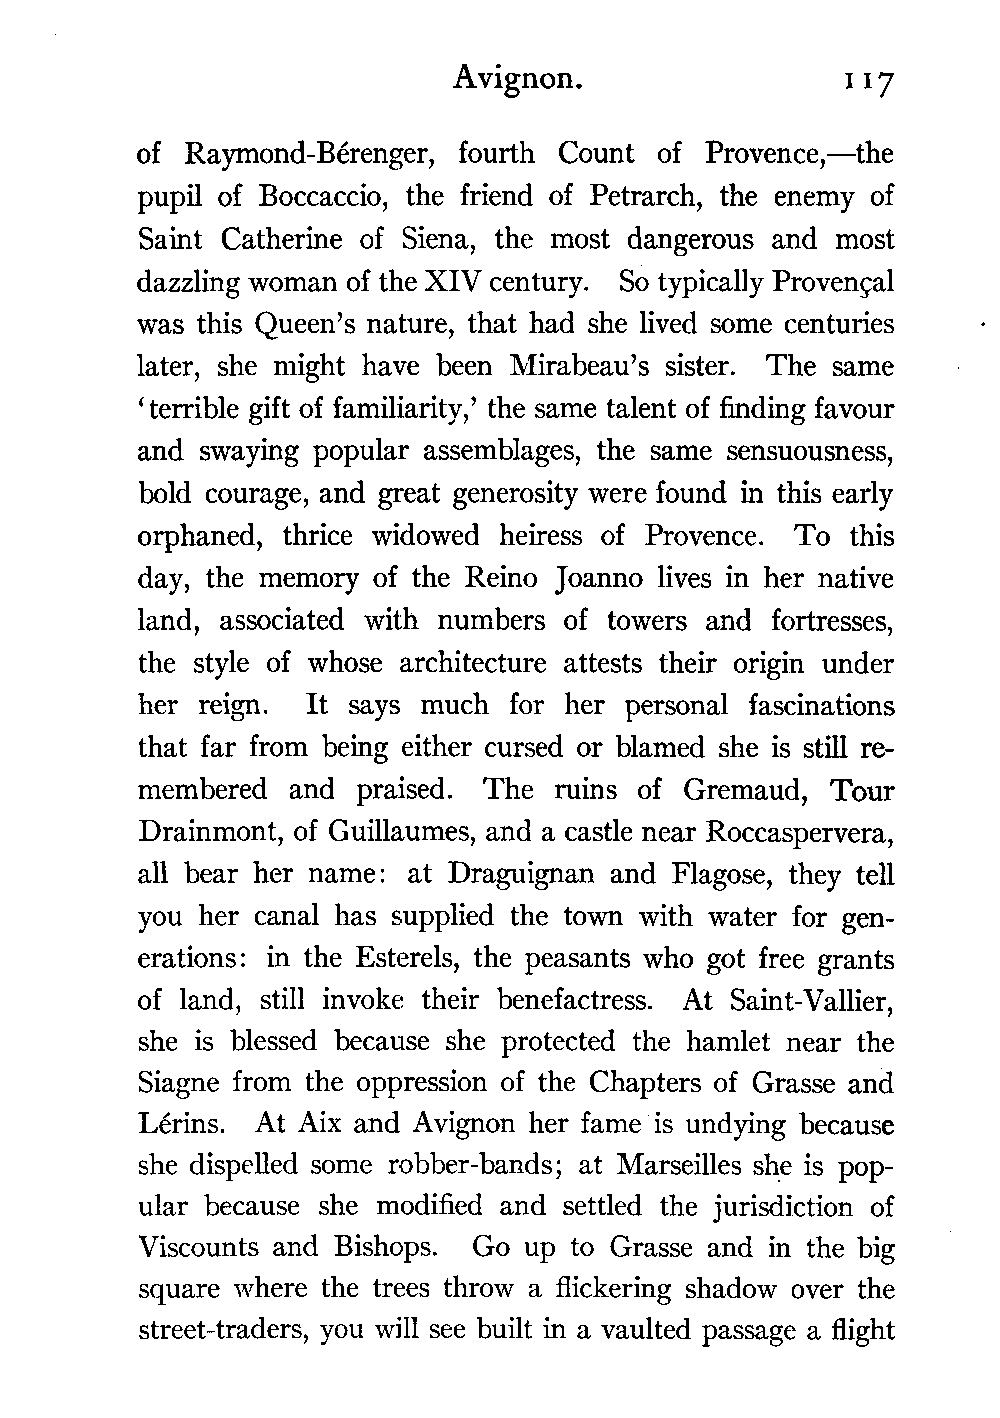 Avignon. 117
of Raymond-Bérenger, fourth Count of Provence,—the
pupil of Boccaccio, the friend of Petrarch, the enemy of
Saint Catherine of Siena, the most dangerous and most
dazzling woman of the XIV century. So typically Provençal
was this Queen's nature, that had she lived some centuries
later, she might have been Mirabeau's sister. The same
‘terrible gift of familiarity,’ the same talent of finding favour
and swaying popular assemblages, the same sensuousness,
bold courage, and great generosity were found in this early
orphaned, thrice widowed heiress of Provence. To this
day, the memory of the Reino Joanno lives in her native
land, associated with numbers of towers and fortresses,
the style of whose architecture attests their origin under
her reign. It says much for her personal fascinations
that far from being either cursed or blamed she is still re-
membered and praised. The ruins of Gremaud, Tour
Drainmont, of Guillaumes, and a castle near Roccaspervera,
all bear her name: at Draguignan and Flagose, they tell
you her canal has supplied the town with water for gen-
erations: in the Esterels, the peasants who got free grants
of land, still invoke their benefactress. At Saint-Vallier,
she is blessed because she protected the hamlet near the
Siagne from the oppression of the Chapters of Grasse and
Lérins. At Aix and Avignon her fame is undying because
she dispelled some robber-bands; at Marseilles she is pop-
ular because she modified and settled the jurisdiction of
Viscounts and Bishops. Go up to Grasse and in the big
square where the trees throw a flickering shadow over the
street-traders, you will see built in a vaulted passage a flight